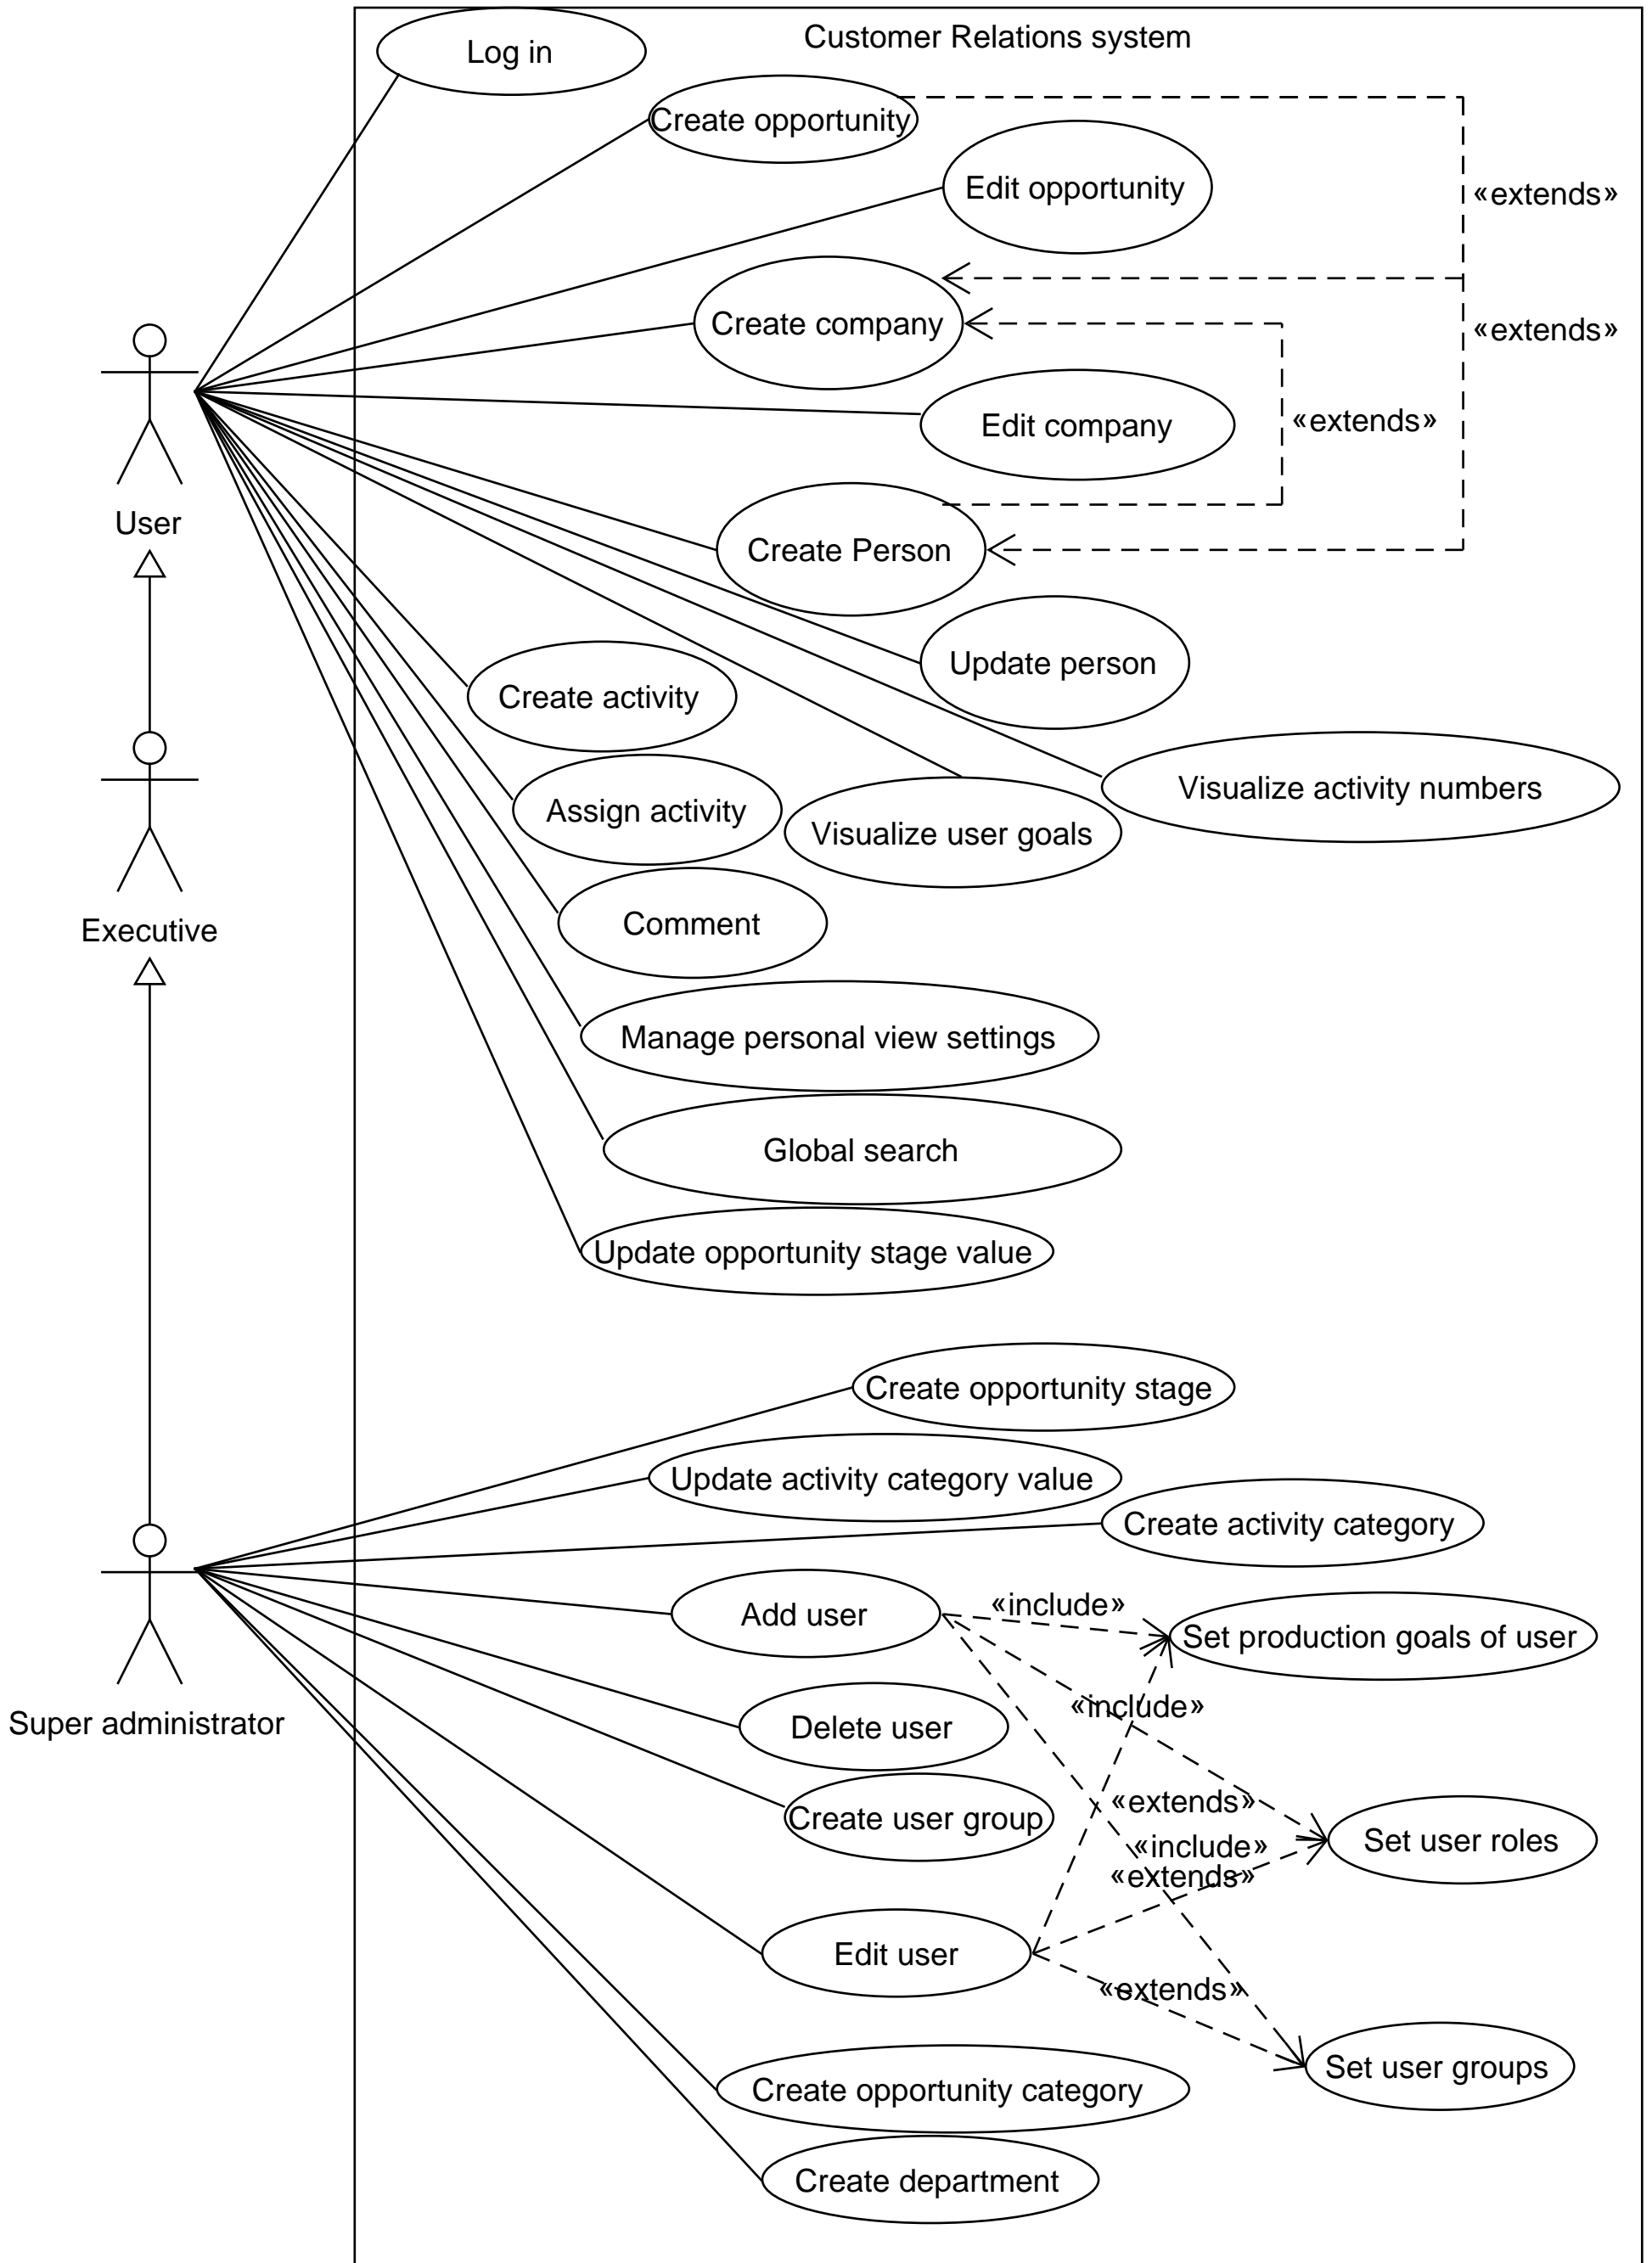 Customer Relations system
Log in
Create opportunity
Edit opportunity
«extends»
Create company
«extends»
Edit company
«extends»
User
Create Person
Update person
Create activity
Visualize activity numbers
Assign activity
Visualize user goals
Comment
Executive
Manage personal view settings
Global search
Update opportunity stage value
Create opportunity stage
Update activity category value
Create activity category
Add user
«include»
Set production goals of user
«include»
Super administrator
Delete user
«extends»
Create user group
Set user roles
«include»
«extends»
Edit user
«extends»
Set user groups
Create opportunity category
Create department